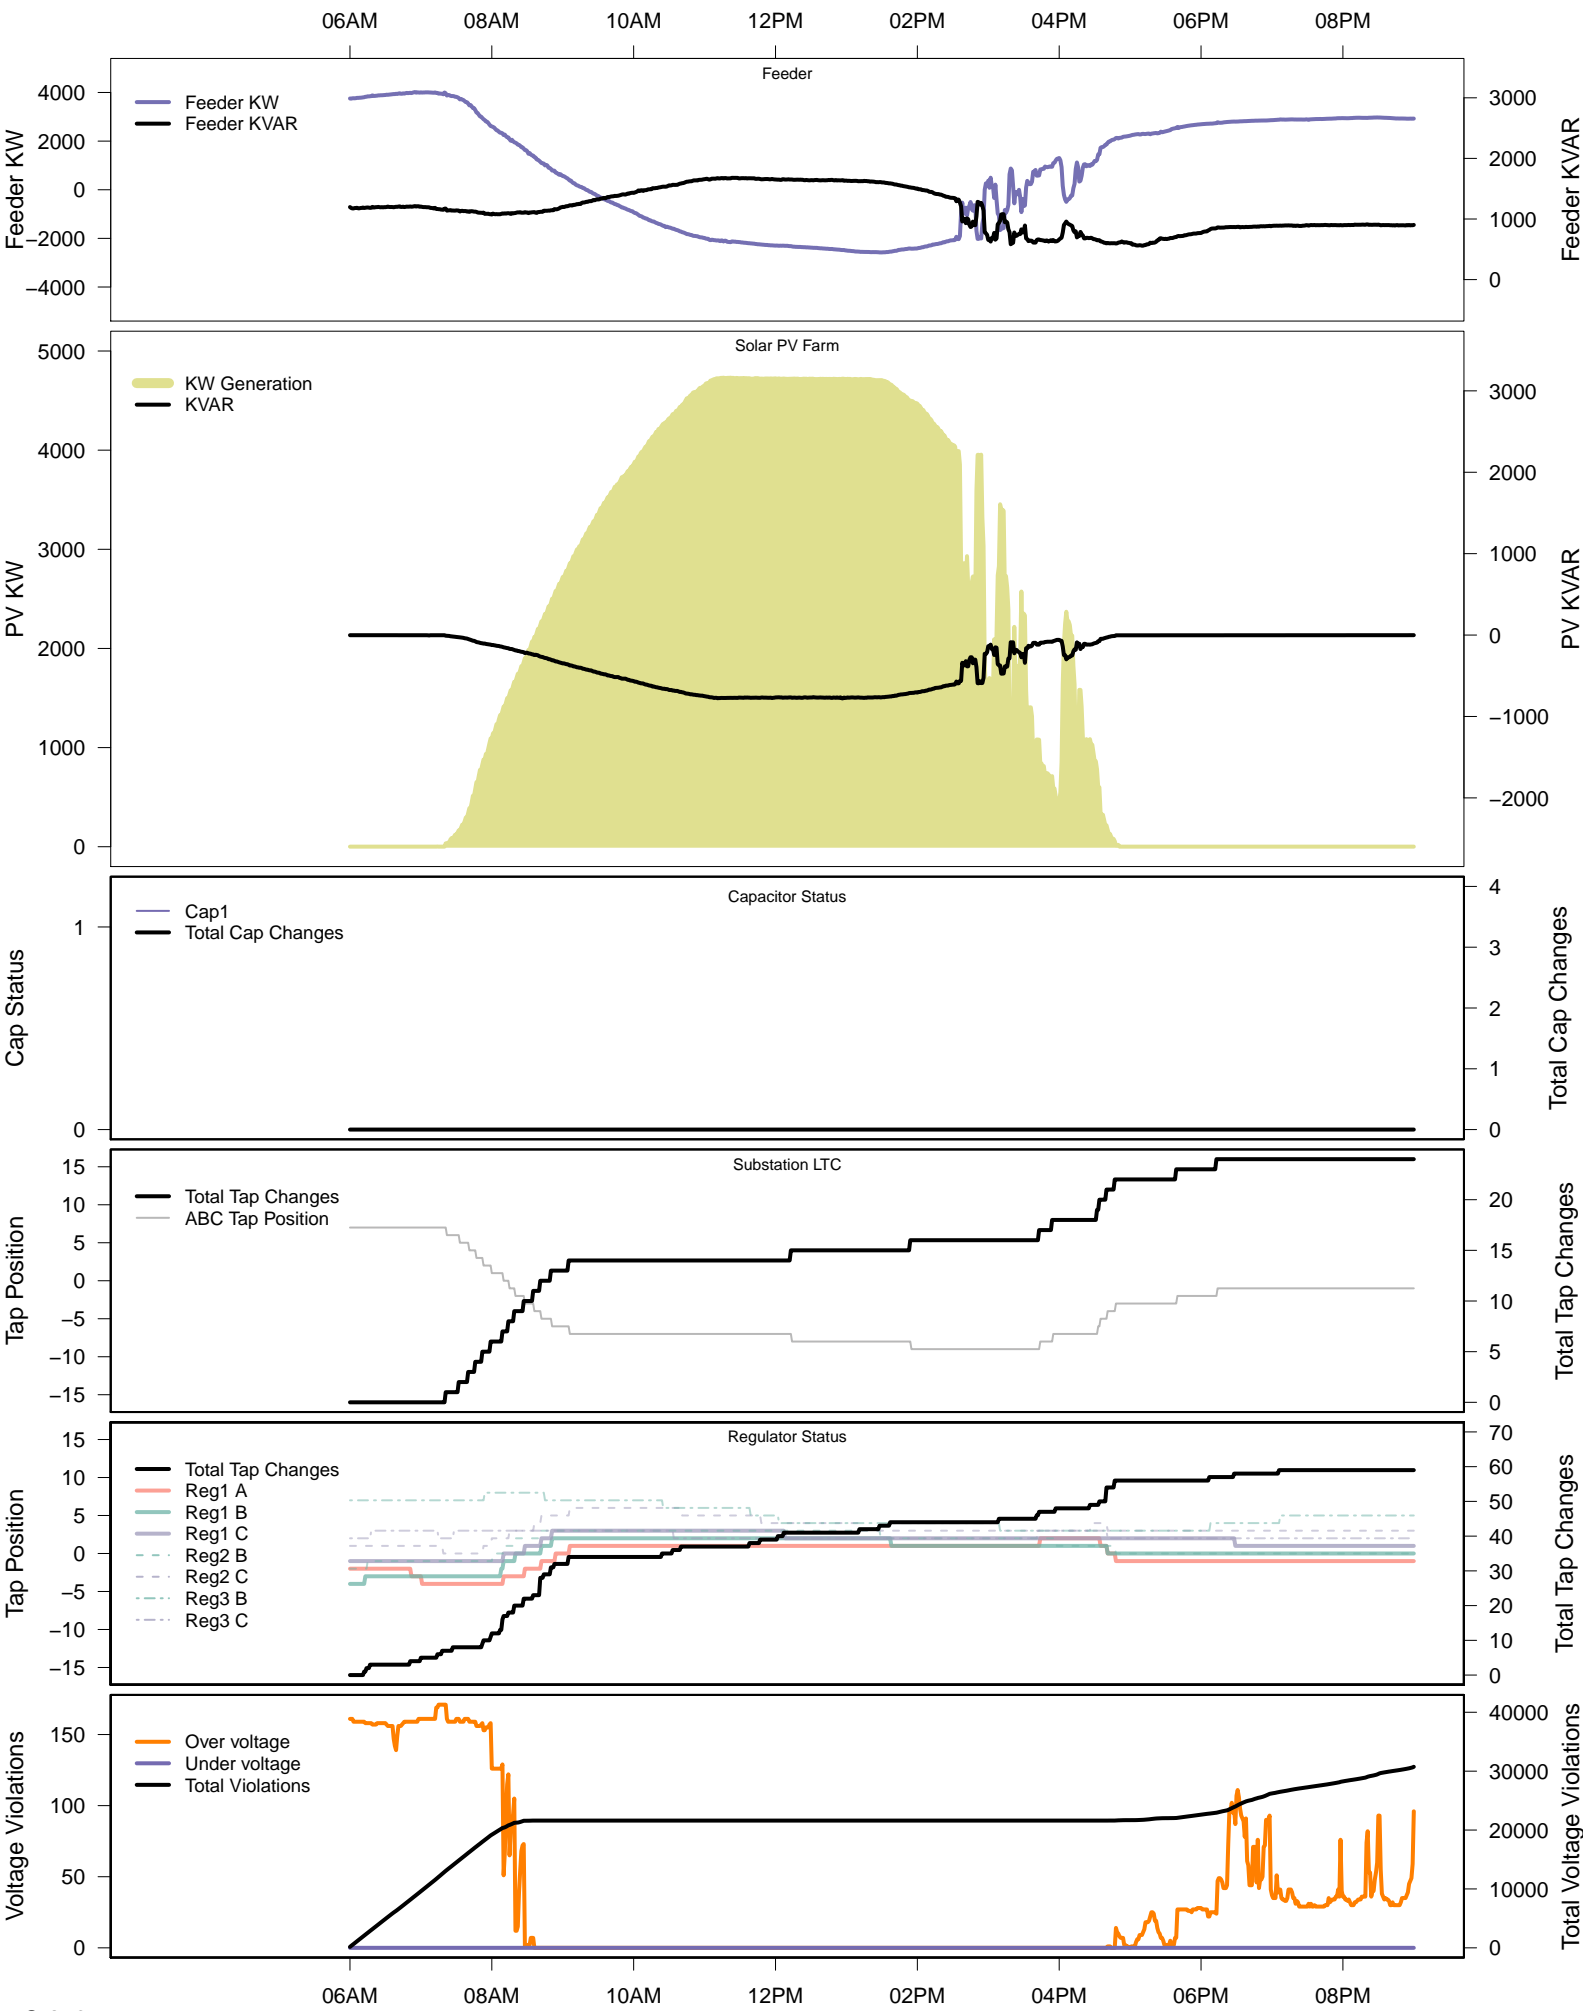 06AM 08AM 10AM 12PM 02PM 04PM 06PM 08PM
Feeder
Feeder KW
Feeder KVAR
4000
2000
0
−2000
−4000
Feeder KW
3000
2000
1000
0
Feeder KVAR
Solar PV Farm
KW Generation
KVAR
5000
4000
3000
2000
1000
0
PV KW
3000
2000
1000
0
−1000
−2000
PV KVAR
Capacitor Status
Cap1
Total Cap Changes
1
0
Cap Status
4
3
2
1
0
Total Cap Changes
Substation LTC
Total Tap Changes
ABC Tap Position
15
10
5
0
−5
−10
−15
Tap Position
20
15
10
5
0
Total Tap Changes
Regulator Status
Total Tap Changes
Reg1 A
Reg1 B
Reg1 C
Reg2 B
Reg2 C
Reg3 B
Reg3 C
15
10
5
0
−5
−10
−15
Tap Position
70
60
50
40
30
20
10
0
Total Tap Changes
Over voltage
Under voltage
Total Violations
150
100
50
0
Voltage Violations
40000
30000
20000
10000
0
Total Voltage Violations
06AM 08AM 10AM 12PM 02PM 04PM 06PM 08PM